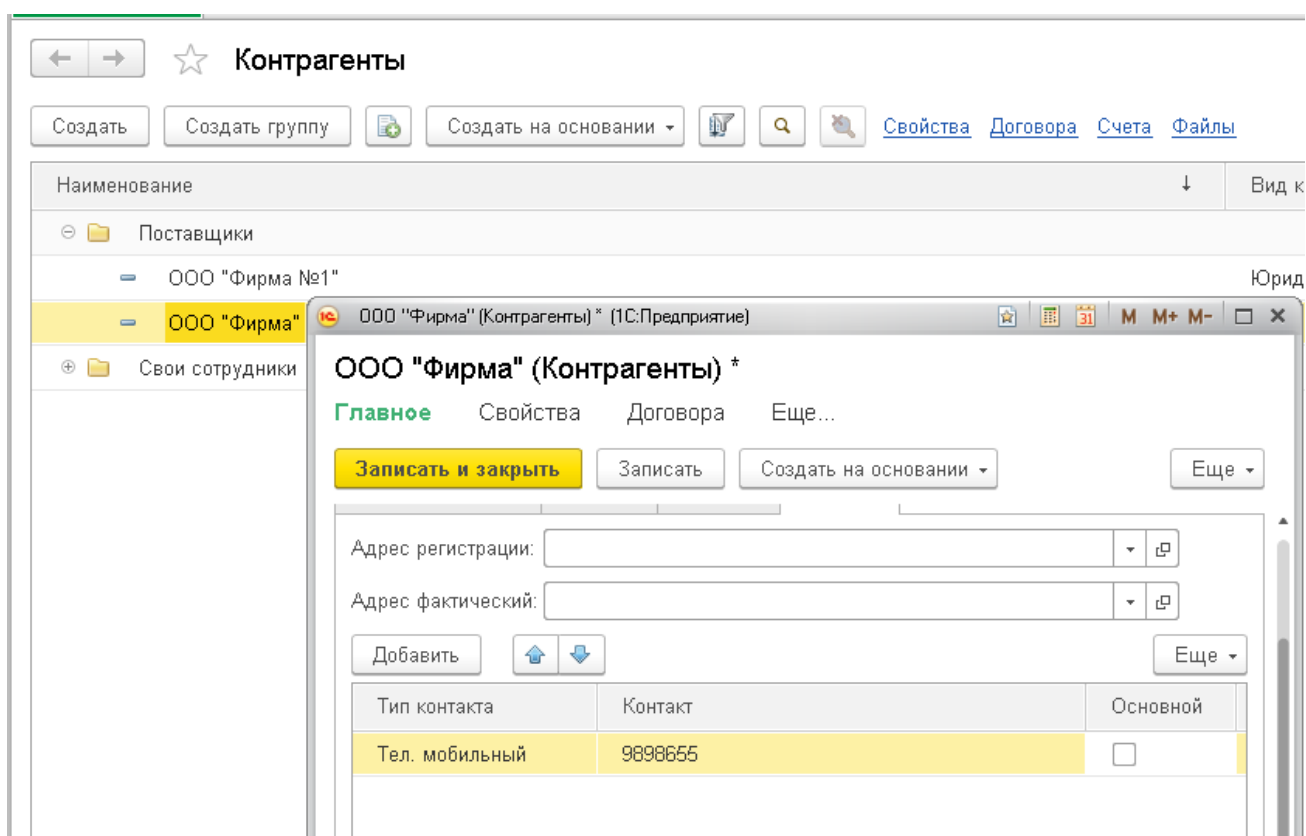 Контрагенты
Создать Создать группу Создать на основании Свойства Договора Счета Файлы
Наименование ↓ Вид к
Поставщики
ООО "Фирма №1" Юрид
ООО "Фирма"
ООО "Фирма" (Контрагенты) * (1С:Предприятие) 31 M M+ M-
Свои сотрудники
ООО "Фирма" (Контрагенты) *
Главное Свойства Договора Еще...
Записать и закрыть Записать Создать на основании Еще
Адрес регистрации:
Адрес фактический:
Добавить Еще
Тип контакта Контакт Основной
Тел. мобильный 9898655